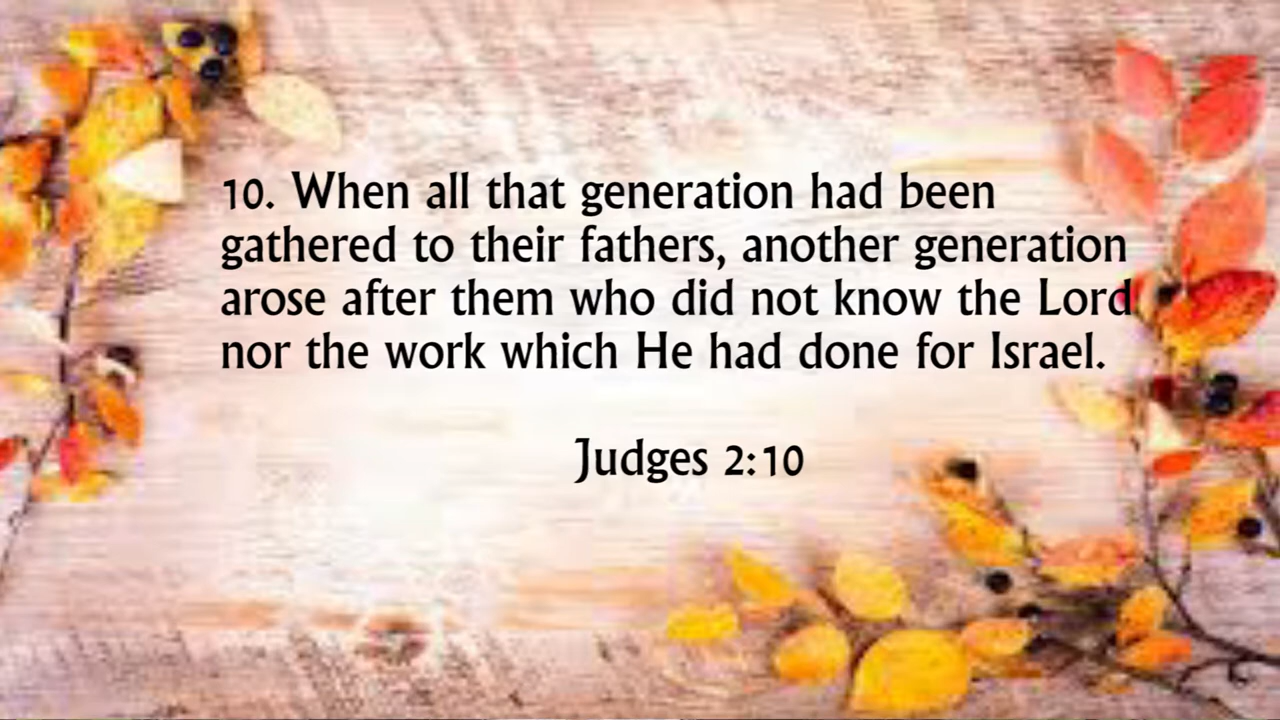 10. When all that generation had been
gathered to their fathers, another generation
arose after them who did not know the Lord
nor the work which He had done for Israel.
Judges 2:10